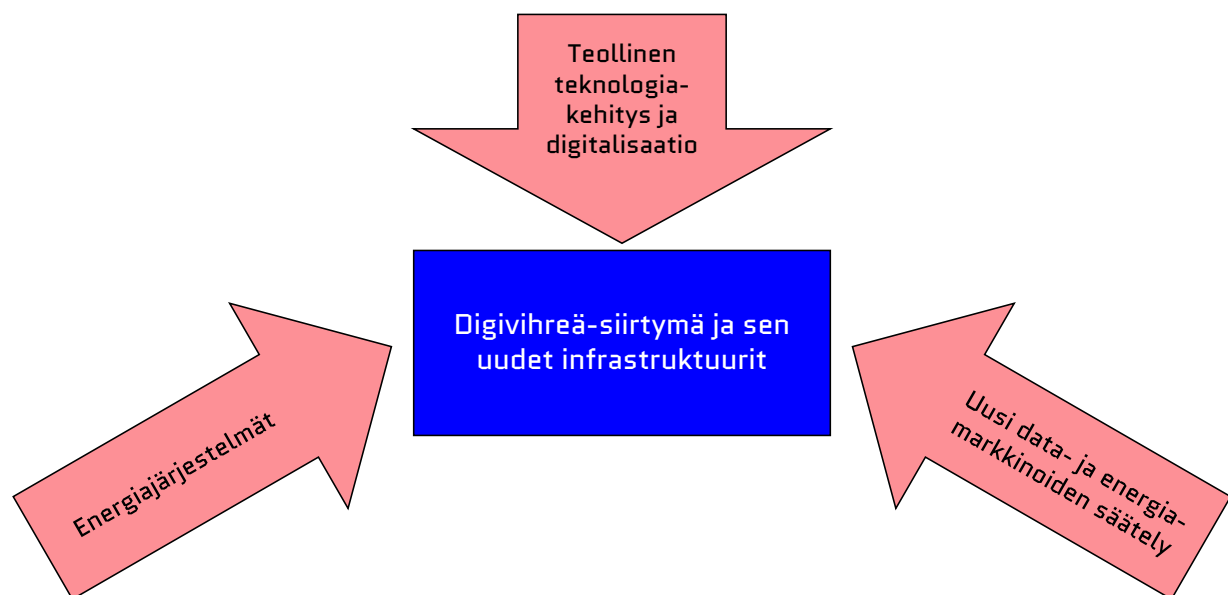 Teollinen
teknologia-
kehitys ja
digitalisaatio
Digivihreä-siirtymä ja sen
uudet infrastruktuurit
Energiajärjestelmät
Uusi data- ja energia-
markkinoiden säätely